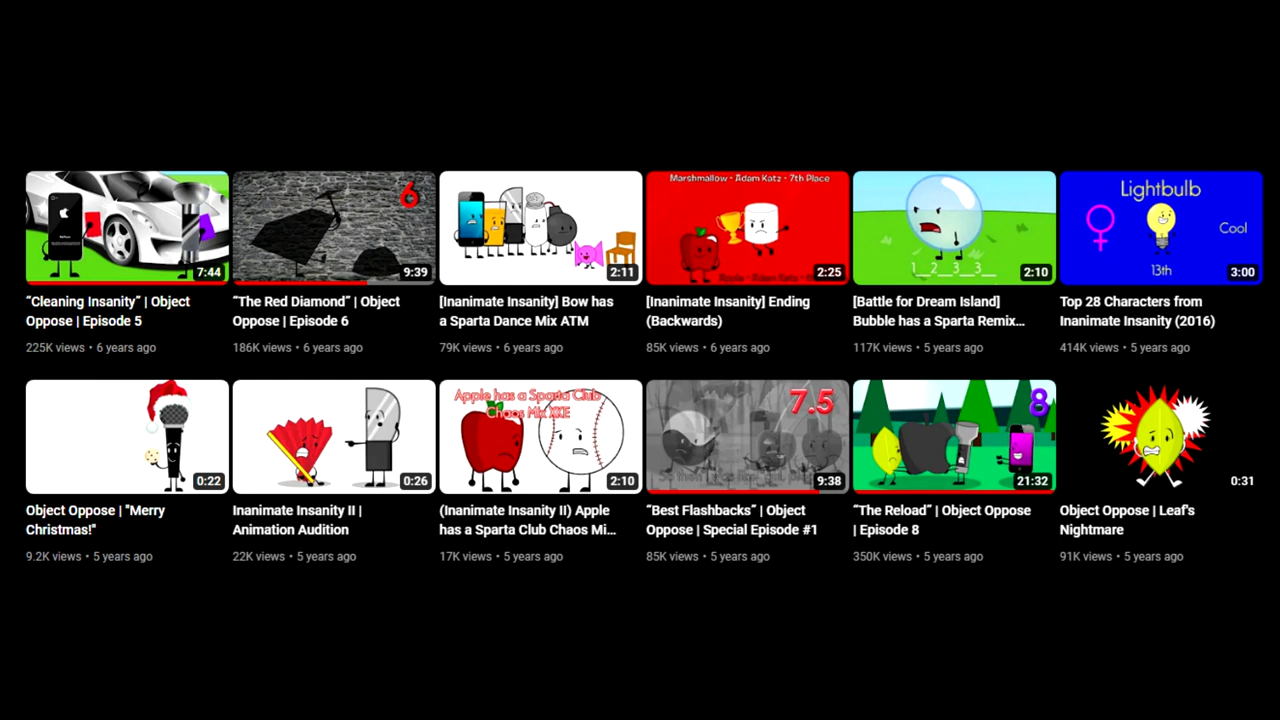 Marshmallow - Adam Katz - 7th Place
Lightbulb
6
Cool
1__2__3__3__
13th
7:44
9:39
2:11
2:25
2:10
3:00
“Cleaning Insanity” | Object
Oppose | Episode 5
225K views • 6 years ago
“The Red Diamond” | Object
Oppose | Episode 6
186K views • 6 years ago
[Inanimate Insanity] Bow has
a Sparta Dance Mix ATM
79K views • 6 years ago
[Inanimate Insanity] Ending
(Backwards)
85K views • 6 years ago
[Battle for Dream Island]
Bubble has a Sparta Remix...
117K views • 5 years ago
Top 28 Characters from
Inanimate Insanity (2016)
414K views • 5 years ago
Apple has a Sparta Club
Chaos Mix XKE
7.5
8
0:22
0:26
2:10
9:38
21:32
0:31
Object Oppose | "Merry
Christmas!"
9.2K views • 5 years ago
Inanimate Insanity II |
Animation Audition
22K views • 5 years ago
(Inanimate Insanity II) Apple
has a Sparta Club Chaos Mi...
17K views • 5 years ago
“Best Flashbacks” | Object
Oppose | Special Episode #1
85K views • 5 years ago
“The Reload” | Object Oppose
| Episode 8
350K views • 5 years ago
Object Oppose | Leaf's
Nightmare
91K views • 5 years ago